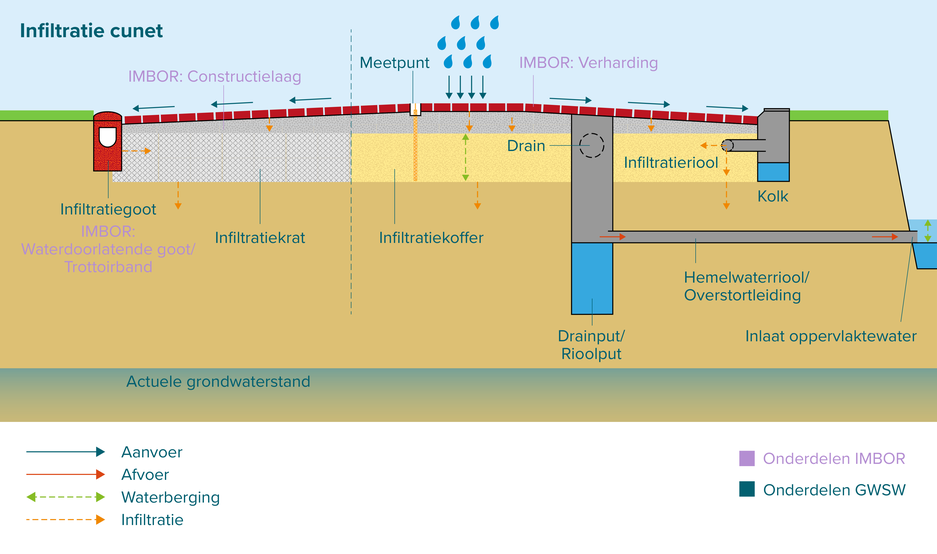 Infiltratie cunet
Meetpunt
IMBOR: Constructielaag
IMBOR: Verharding
Drain
Infiltratieriool
Kolk
Infiltratiegoot
IMBOR:
Waterdoorlatende goot/
Trottoirband
Infiltratiekrat
Infiltratiekoffer
Hemelwaterriool/
Overstortleiding
Drainput/
Rioolput
Inlaat oppervlaktewater
Actuele grondwaterstand
Aanvoer
Afvoer
Waterberging
Infiltratie
Onderdelen IMBOR
Onderdelen GWSW